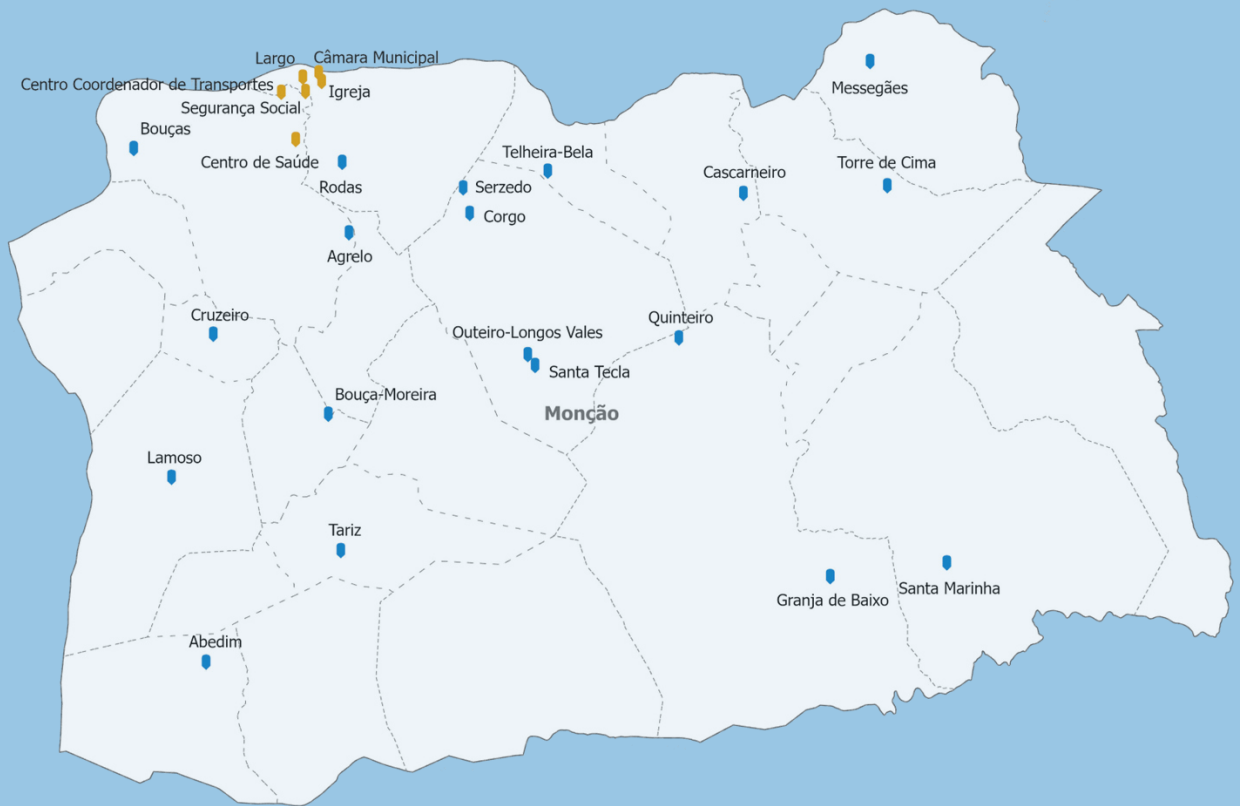 Largo
Câmara Municipal
Messegães
Centro Coordenador de Transportes
Igreja
Segurança Social
Bouças
Telheira-Bela
Centro de Saúde
Torre de Cima
Cascarneiro
Rodas
Serzedo
Corgo
Agrelo
Cruzeiro
Quinteiro
Outeiro-Longos Vales
Santa Tecla
Bouça-Moreira
Monção
Lamoso
Tariz
Santa Marinha
Granja de Baixo
Abedim